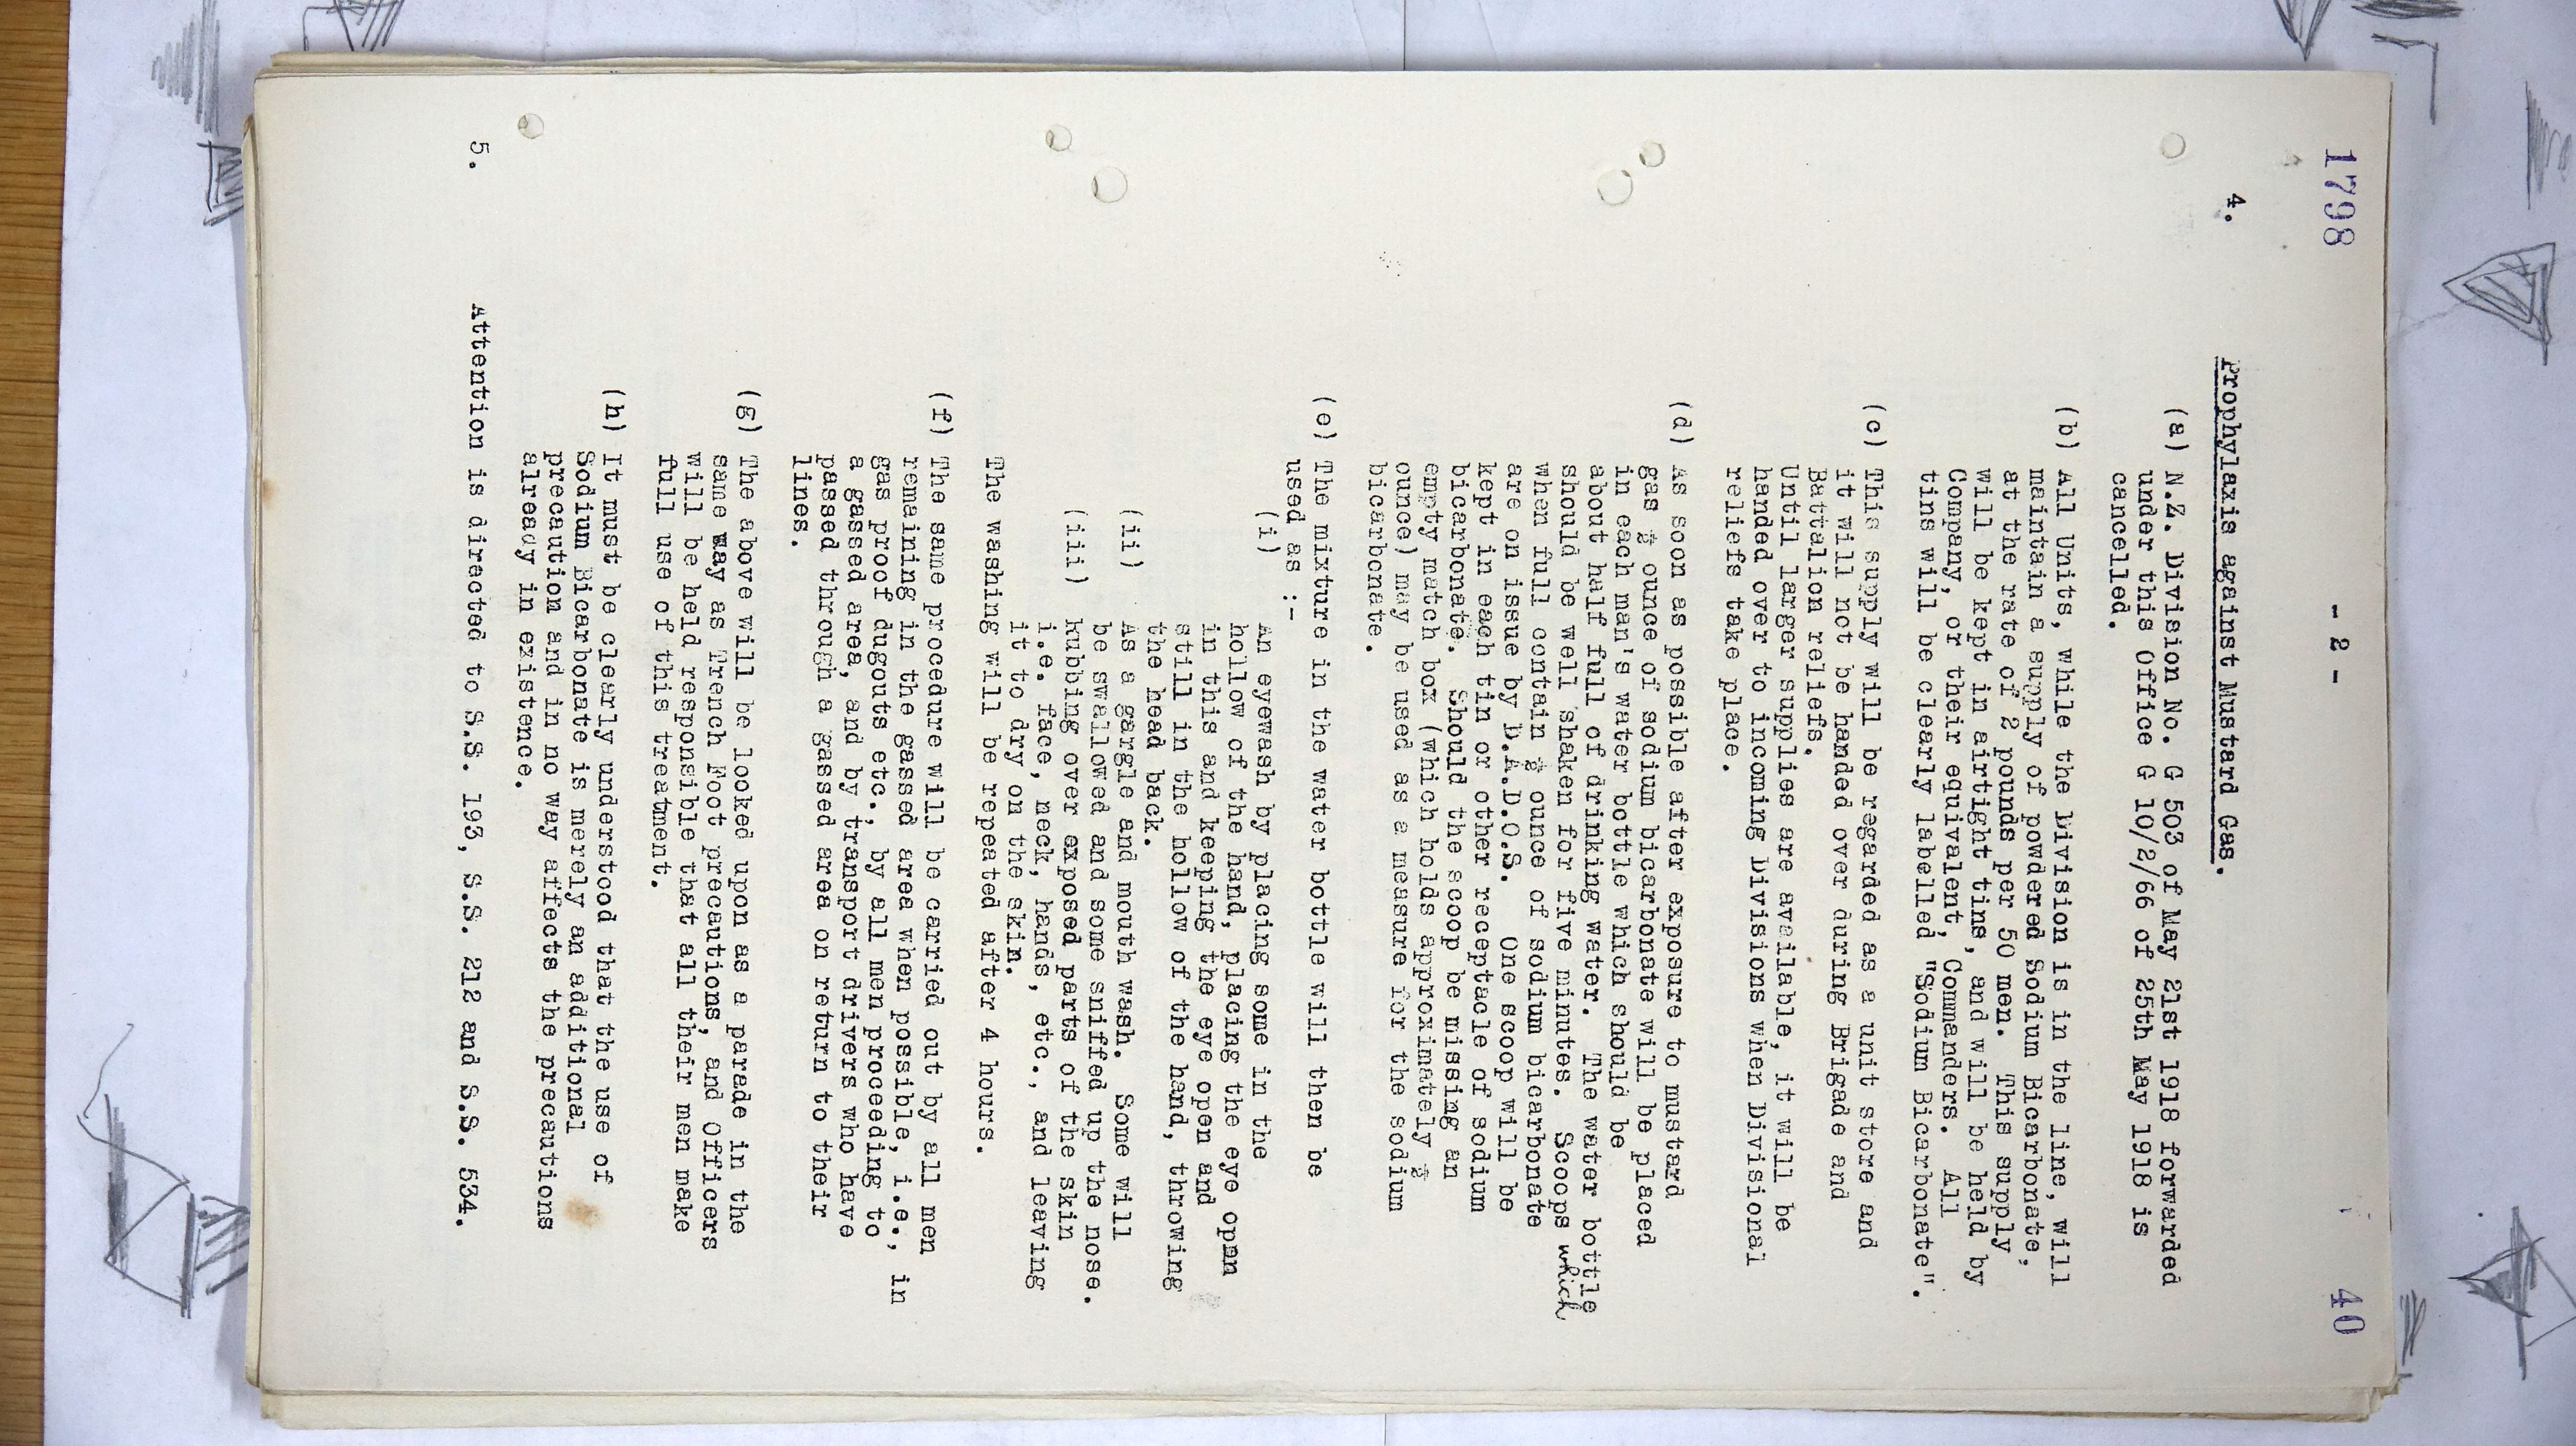 1798
- 2 -
40
4. Prophylaxis against Mustard Gas.
(a) N.Z. Division No. G 503 of May 21st 1918 forwarded
under this Office G 10/2/66 of 25th May 1918 is
cancelled.
(b) All Units, while the Division is in the line, will
maintain a supply of powdered Sodium Bicarbonate,
at the rate of 2 pounds per 50 men. This supply
will be kept in airtight tins, and will be held by
Company, or their equivalent, Commanders. All
tins will be clearly labelled "Sodium Bicarbonate".
(c) This supply will be regarded as a unit store and
it will not be handed over during Brigade and
Battalion reliefs.
Until larger supplies are available, it will be
handed over to incoming Divisions when Divisional
reliefs take place.
(d) As soon as possible after exposure to mustard
gas ½ ounce of sodium bicarbonate will be placed
in each man's water bottle which should be
about half full of drinking water. The water bottle
should be well shaken for five minutes. Scoops which
when full contain ½ ounce of sodium bicarbonate
are on issue by D.A.D.O.S. One scoop will be
kept in each tin or other receptacle of sodium
bicarbonate. Should the scoop be missing an
empty match box (which holds approximately ½
ounce) may be used as a measure for the sodium
bicarbonate.
(e) The mixture in the water bottle will then be
used as :-
(i) An eyewash by placing some in the
hollow of the hand, placing the eye opmn
in this and keeping the eye open and
still in the hollow of the hand, throwing
the head back.
(ii) As a gargle and mouth wash. Some will
be swallowed and some sniffed up the nose.
(iii) Rubbing over exposed parts of the skin
i.e. face, neck, hands, etc., and leaving
it to dry on the skin.
The washing will be repeated after 4 hours.
(f) The same procedure will be carried out by all men
remaining in the gassed area when possible, i.e., in
gas proof dugouts etc., by all men proceeding to
a gassed area, and by transport drivers who have
passed through a gassed area on return to their
lines.
(g) The above will be looked upon as a parade in the
same way as Trench Foot precautions, and Officers
will be held responsible that all their men make
full use of this treatment.
(h) It must be clearly understood that the use of
Sodium Bicarbonate is merely an additional
precaution and in no way affects the precautions
already in existence.
5. Attention is directed to S.S. 193, S.S. 212 and S.S. 534.